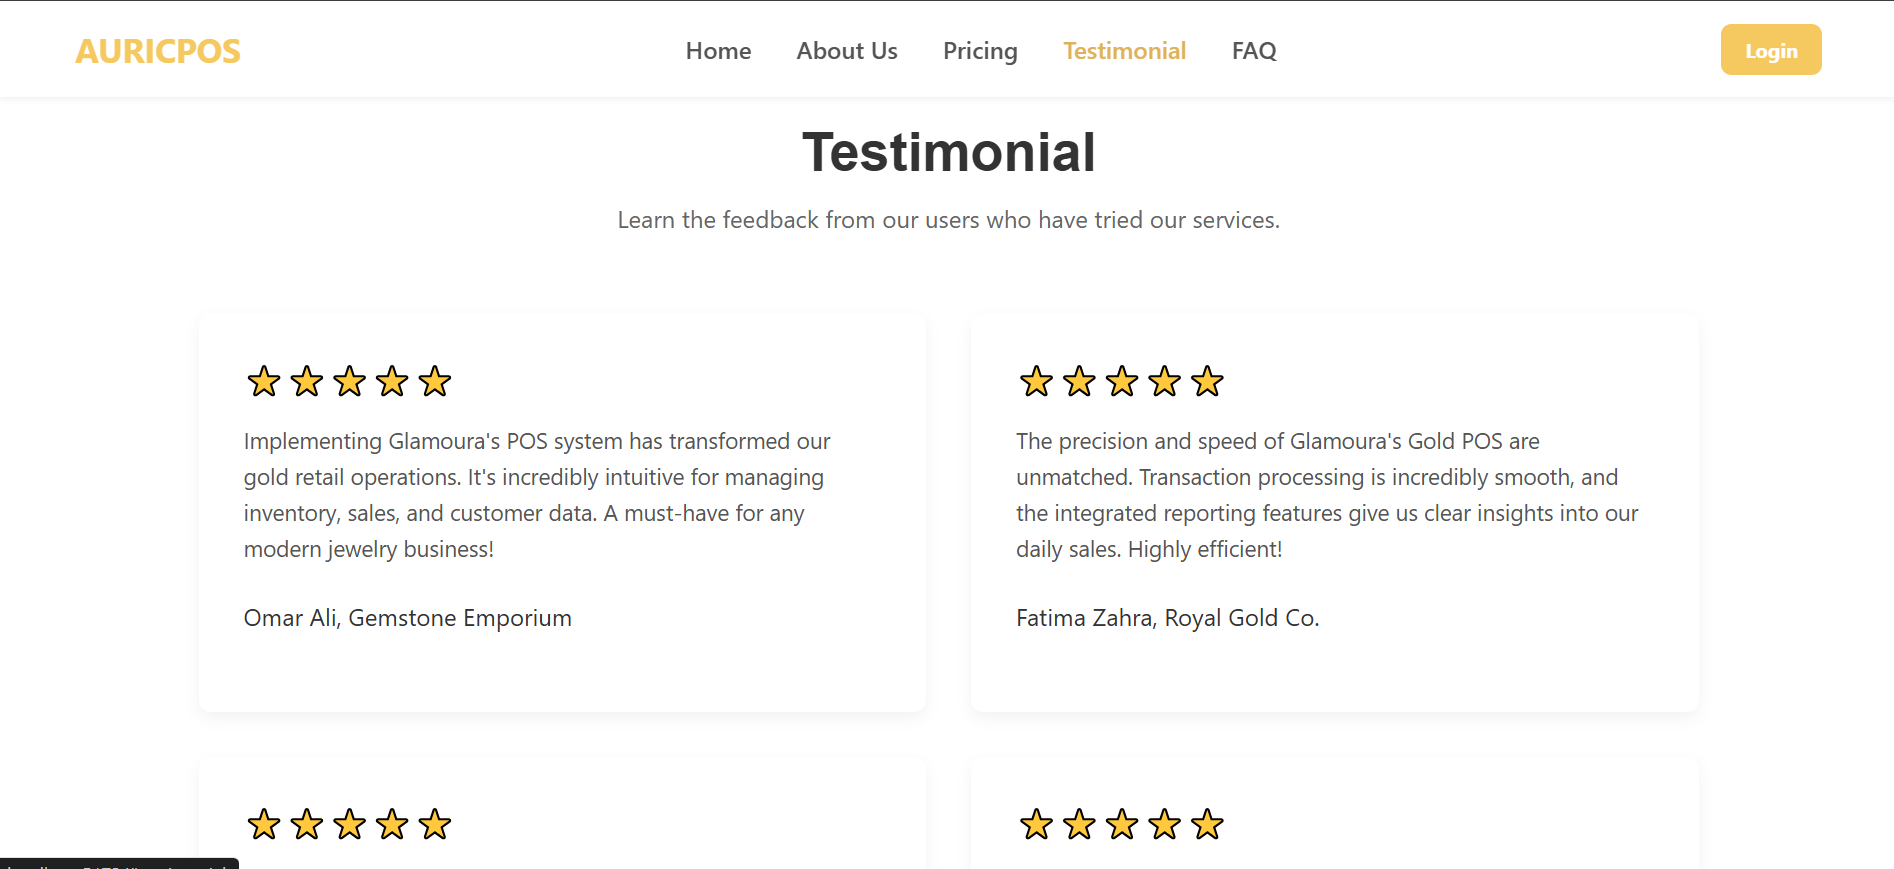 AURICPOS
Home About Us Pricing Testimonial FAQ
Login
Testimonial
Learn the feedback from our users who have tried our services.
Implementing Glamoura's POS system has transformed our
gold retail operations. It's incredibly intuitive for managing
inventory, sales, and customer data. A must-have for any
modern jewelry business!
Omar Ali, Gemstone Emporium
The precision and speed of Glamoura's Gold POS are
unmatched. Transaction processing is incredibly smooth, and
the integrated reporting features give us clear insights into our
daily sales. Highly efficient!
Fatima Zahra, Royal Gold Co.